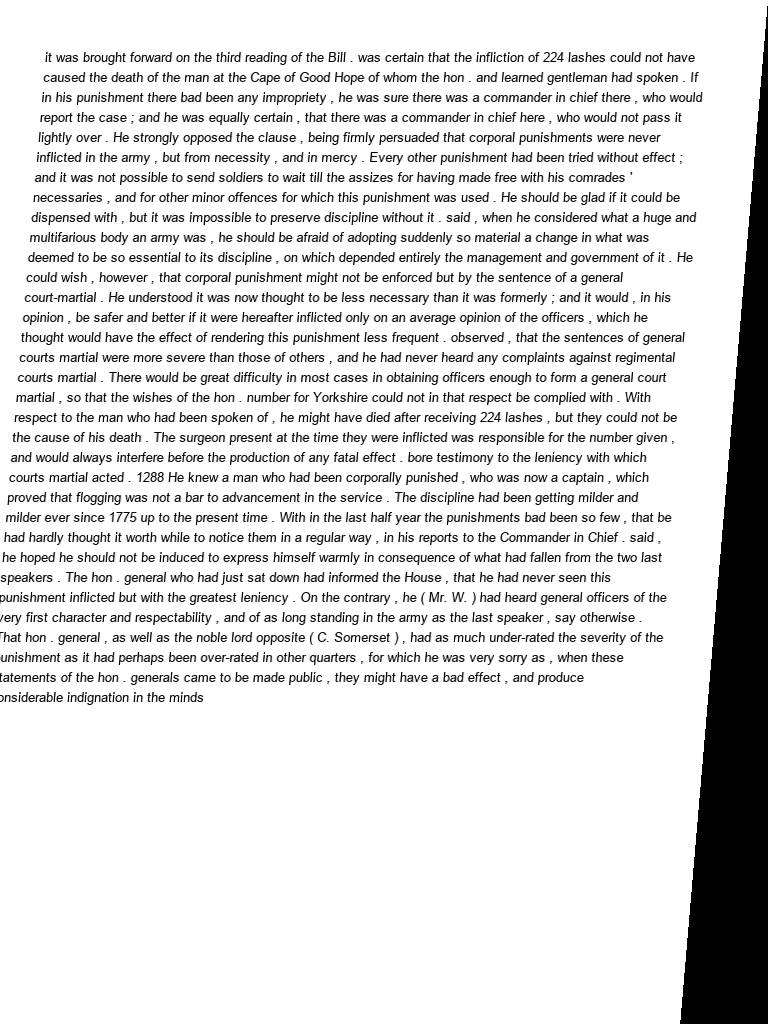 it was brought forward on the third reading of the Bill . was certain that the infliction of 224 lashes could not have
caused the death of the man at the Cape of Good Hope of whom the hon . and learned gentleman had spoken . If
in his punishment there bad been any impropriety , he was sure there was a commander in chief there , who would
report the case ; and he was equally certain , that there was a commander in chief here , who would not pass it
lightly over . He strongly opposed the clause , being firmly persuaded that corporal punishments were never
inflicted in the army , but from necessity , and in mercy . Every other punishment had been tried without effect ;
and it was not possible to send soldiers to wait till the assizes for having made free with his comrades '
necessaries , and for other minor offences for which this punishment was used . He should be glad if it could be
dispensed with , but it was impossible to preserve discipline without it . said , when he considered what a huge and
multifarious body an army was , he should be afraid of adopting suddenly so material a change in what was
deemed to be so essential to its discipline , on which depended entirely the management and government of it . He
could wish , however , that corporal punishment might not be enforced but by the sentence of a general
court-martial . He understood it was now thought to be less necessary than it was formerly ; and it would , in his
opinion , be safer and better if it were hereafter inflicted only on an average opinion of the officers , which he
thought would have the effect of rendering this punishment less frequent . observed , that the sentences of general
courts martial were more severe than those of others , and he had never heard any complaints against regimental
courts martial . There would be great difficulty in most cases in obtaining officers enough to form a general court
martial , so that the wishes of the hon . number for Yorkshire could not in that respect be complied with . With
respect to the man who had been spoken of , he might have died after receiving 224 lashes , but they could not be
the cause of his death . The surgeon present at the time they were inflicted was responsible for the number given ,
and would always interfere before the production of any fatal effect . bore testimony to the leniency with which
courts martial acted . 1288 He knew a man who had been corporally punished , who was now a captain , which
proved that flogging was not a bar to advancement in the service . The discipline had been getting milder and
milder ever since 1775 up to the present time . With in the last half year the punishments bad been so few , that be
had hardly thought it worth while to notice them in a regular way , in his reports to the Commander in Chief . said ,
he hoped he should not be induced to express himself warmly in consequence of what had fallen from the two last
speakers . The hon . general who had just sat down had informed the House , that he had never seen this
punishment inflicted but with the greatest leniency . On the contrary , he ( Mr. W. ) had heard general officers of the
very first character and respectability , and of as long standing in the army as the last speaker , say otherwise .
That hon . general , as well as the noble lord opposite ( C. Somerset ) , had as much under-rated the severity of the
unishment as it had perhaps been over-rated in other quarters , for which he was very sorry as , when these
tatements of the hon . generals came to be made public , they might have a bad effect , and produce
onsiderable indignation in the minds